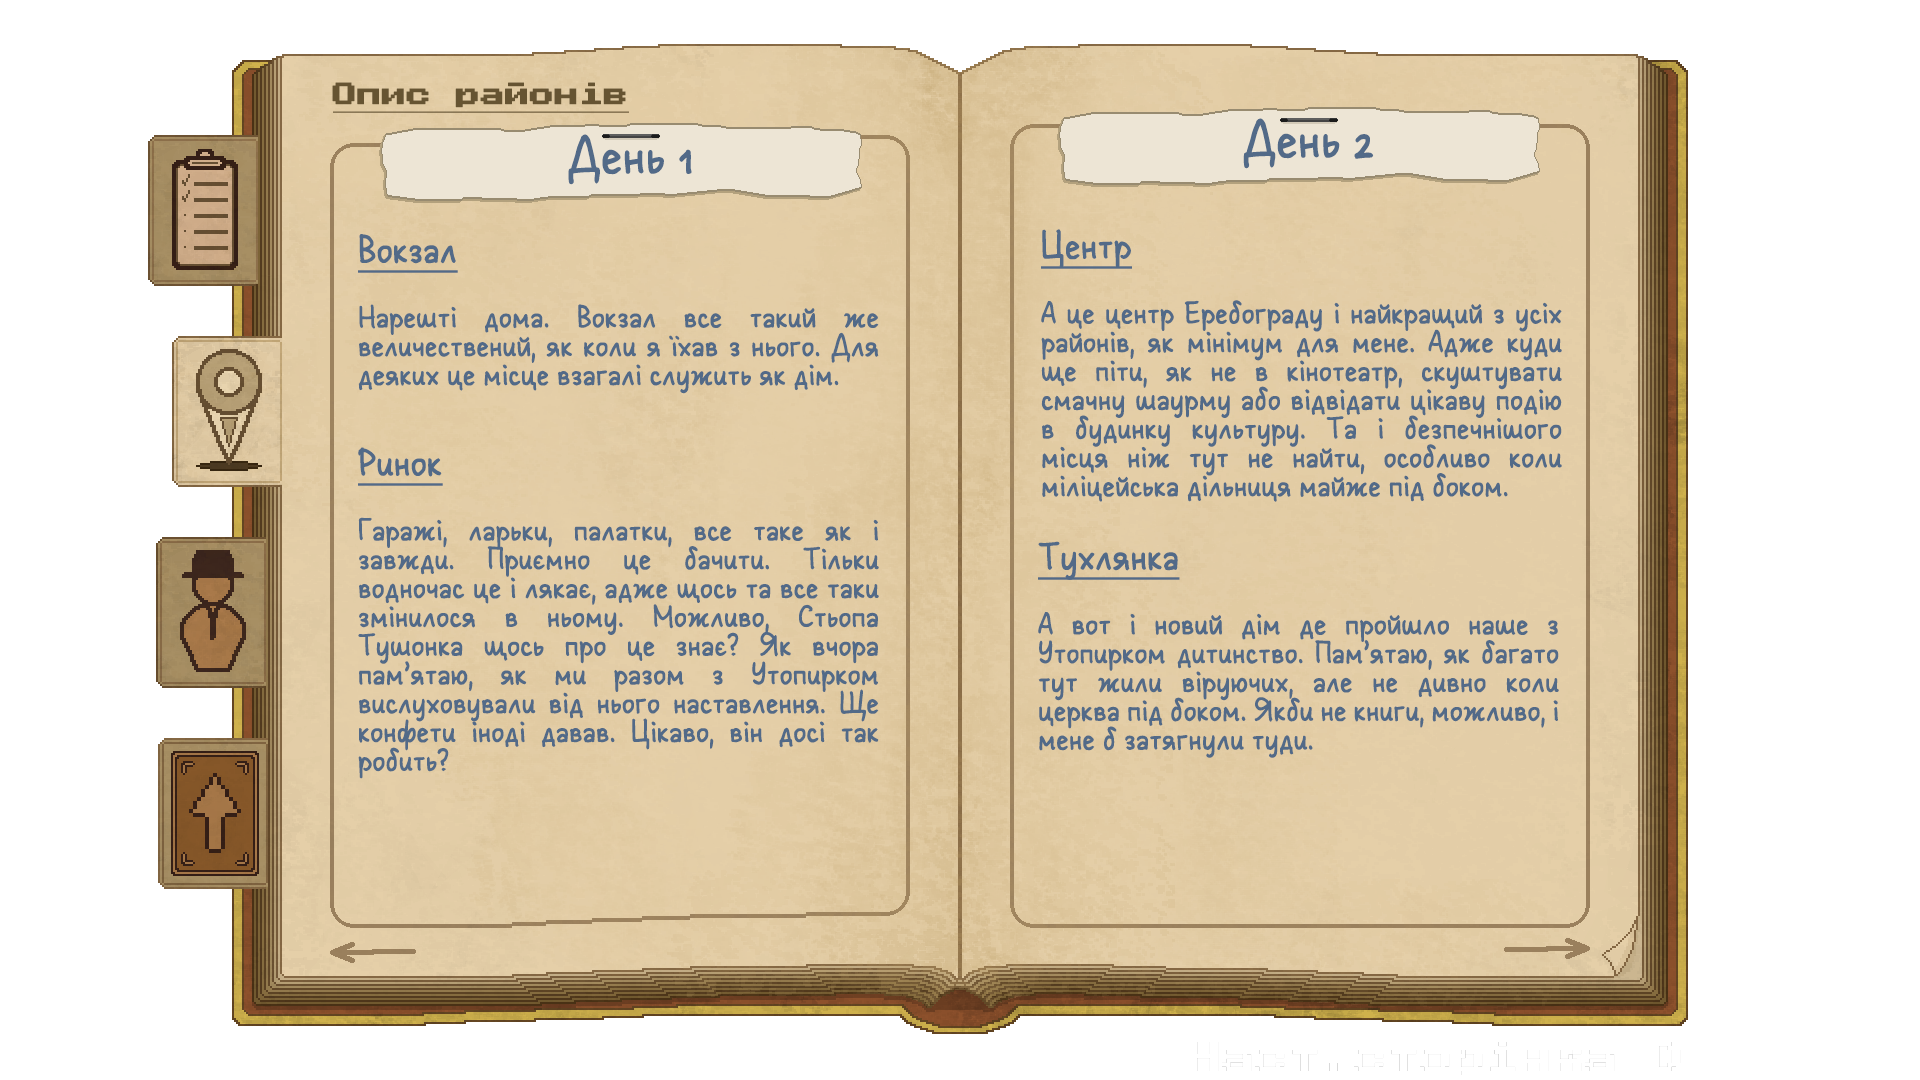 Опис районів
День 1
Вокзал
Нарешті дома. Вокзал все такий же
величествений, як коли я їхав з нього. Для
деяких це місце взагалі служить як дім.
Ринок
Гаражі, ларьки, палатки, все таке як і
завжди. Приємно це бачити. Тільки
водночас це і лякає, адже щось та все таки
змінилося в ньому. Можливо, Стьопа
Тушонка щось про це знає? Як вчора
пам'ятаю, як ми разом з Утопирком
вислуховували від нього наставлення. Ще
конфети іноді давав. Цікаво, він досі так
робить?
День 2
Центр
А це центр Еребограду і найкращий з усіх
районів, як мінімум для мене. Адже куди
ще піти, як не в кінотеатр, скуштувати
смачну шаурму або відвідати цікаву подію
в будинку культуру. Та і безпечнішого
місця ніж тут не найти, особливо коли
міліцейська дільниця майже під боком.
Тухлянка
А вот і новий дім де пройшло наше з
Утопирком дитинство. Пам'ятаю, як багато
тут жили віруючих, але не дивно коли
церква під боком. Якби не книги, можливо, і
мене б затягнули туди.
Наст. сторінка